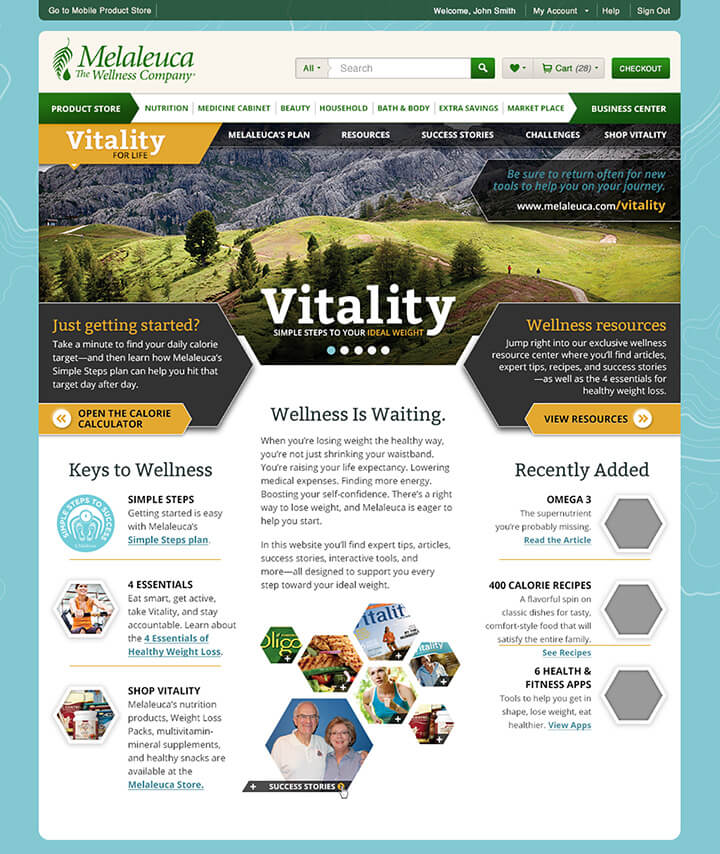 Go to Mobile Product Store
Welcome, John Smith
My Account
Help
Sign Out
Melaleuca
The Wellness Company
All
Search
Cart (28)
CHECKOUT
PRODUCT STORE
NUTRITION
MEDICINE CABINET
BEAUTY
HOUSEHOLD
BATH & BODY
EXTRA SAVINGS
MARKET PLACE
BUSINESS CENTER
Vitality
FOR LIFE
MELALEUCA'S PLAN
RESOURCES
SUCCESS STORIES
CHALLENGES
SHOP VITALITY
Be sure to return often for new
tools to help you on your journey.
www.melaleuca.com/vitality
Vitality
SIMPLE STEPS TO YOUR IDEAL WEIGHT
Just getting started?
Take a minute to find your daily calorie
target—and then learn how Melaleuca's
Simple Steps plan can help you hit that
target day after day.
OPEN THE CALORIE
CALCULATOR
Wellness resources
Jump right into our exclusive wellness
resource center where you'll find articles,
expert tips, recipes, and success stories
—as well as the 4 essentials for
healthy weight loss.
VIEW RESOURCES
Keys to Wellness
SIMPLE STEPS TO SUCCESS
SIMPLE STEPS
Getting started is easy
with Melaleuca's
Simple Steps plan.
4 ESSENTIALS
Eat smart, get active,
take Vitality, and stay
accountable. Learn about
the 4 Essentials of
Healthy Weight Loss.
SHOP VITALITY
Melaleuca's nutrition
products, Weight Loss
Packs, multivitamin-
mineral supplements,
and healthy snacks are
available at the
Melaleuca Store.
Wellness Is Waiting.
When you're losing weight the healthy way,
you're not just shrinking your waistband.
You're raising your life expectancy. Lowering
medical expenses. Finding more energy.
Boosting your self-confidence. There's a right
way to lose weight, and Melaleuca is eager to
help you start.
In this website you'll find expert tips, articles,
success stories, interactive tools, and
more—all designed to support you every
step toward your ideal weight.
Oligo
Vitalit
Vitality
SUCCESS STORIES
Recently Added
OMEGA 3
The supernutrient
you're probably missing.
Read the Article
400 CALORIE RECIPES
A flavorful spin on
classic dishes for tasty,
comfort-style food that will
satisfy the entire family.
See Recipes
6 HEALTH &
FITNESS APPS
Tools to help you get in
shape, lose weight, eat
healthier. View Apps